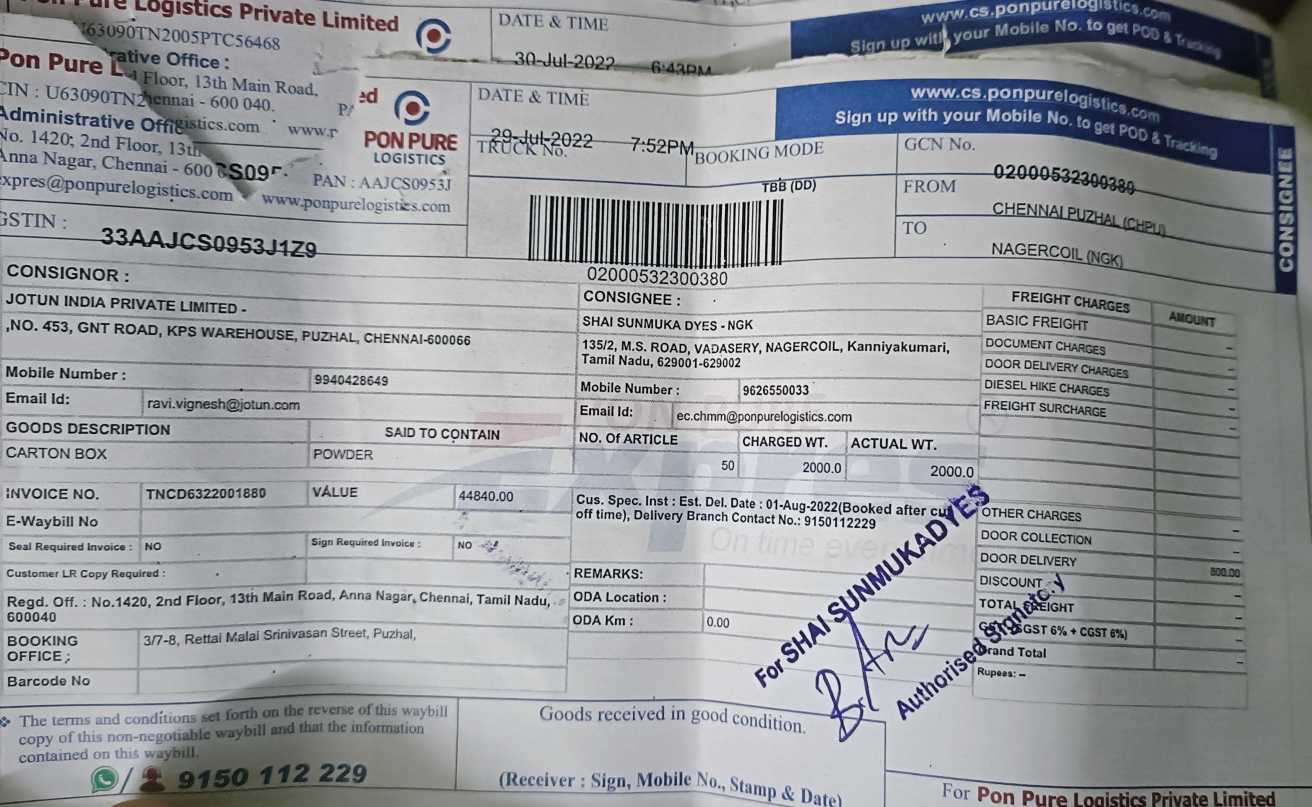 Logistics Private Limited
63090TN2005PTC56468
rative Office :
Floor, 13th Main Road,
ennai - 600 040.
istics.com www.
DATE & TIME
30-Jul-2022 6:43PM
www.cs.ponpurelogistics.com
Sign up with your Mobile No. to get POD & Tracking
Pon Pure L
CIN : U63090TN2
Administrative Offi
No. 1420, 2nd Floor, 13th
Anna Nagar, Chennai - 600
CS095
expres@ponpurelogistics.com
www.ponpurelogistics.com
ed
PON PURE
LOGISTICS
PAN : AAJCS0953J
GSTIN :
33AAJCS0953J1Z9
DATE & TIME
29-Jul-2022 7:52PM
TRUCK No.
BOOKING MODE
TBB (DD)
www.cs.ponpurelogistics.com
Sign up with your Mobile No. to get POD & Tracking
GCN No.
02000532300380
FROM
CHENNAI PUZHAL (CHPU)
TO
NAGERCOIL (NGK)
CONSIGNEE
02000532300380
CONSIGNOR :
JOTUN INDIA PRIVATE LIMITED -
,NO. 453, GNT ROAD, KPS WAREHOUSE, PUZHAL, CHENNAI-600066
Mobile Number : 9940428649
Email Id: ravi.vignesh@jotun.com
GOODS DESCRIPTION SAID TO CONTAIN
CARTON BOX POWDER
INVOICE NO. TNCD6322001880 VALUE 44840.00
E-Waybill No
Seal Required Invoice : NO Sign Required Invoice : NO
Customer LR Copy Required :
Regd. Off. : No.1420, 2nd Floor, 13th Main Road, Anna Nagar, Chennai, Tamil Nadu,
600040
BOOKING
OFFICE ;
3/7-8, Rettai Malai Srinivasan Street, Puzhal,
Barcode No
CONSIGNEE :
SHAI SUNMUKA DYES - NGK
135/2, M.S. ROAD, VADASERY, NAGERCOIL, Kanniyakumari,
Tamil Nadu, 629001-629002
Mobile Number : 9626550033
Email Id: ec.chmm@ponpurelogistics.com
NO. Of ARTICLE CHARGED WT. ACTUAL WT.
50 2000.0 2000.0
Cus. Spec. Inst : Est. Del. Date : 01-Aug-2022(Booked after cut
off time), Delivery Branch Contact No.: 9150112229
On time every
REMARKS:
ODA Location :
ODA Km : 0.00
FREIGHT CHARGES AMOUNT
BASIC FREIGHT –
DOCUMENT CHARGES –
DOOR DELIVERY CHARGES –
DIESEL HIKE CHARGES –
FREIGHT SURCHARGE –
OTHER CHARGES –
DOOR COLLECTION –
DOOR DELIVERY 800.00
DISCOUNT –
TOTAL FREIGHT –
GST (SGST 6% + CGST 6%) –
Grand Total –
Rupees: –
For SHAI SUNMUKADYES
Authorised Signatory
The terms and conditions set forth on the reverse of this waybill
copy of this non-negotiable waybill and that the information
contained on this waybill.
/ 9150 112 229
Goods received in good condition.
(Receiver : Sign, Mobile No., Stamp & Date)
For Pon Pure Logistics Private Limited